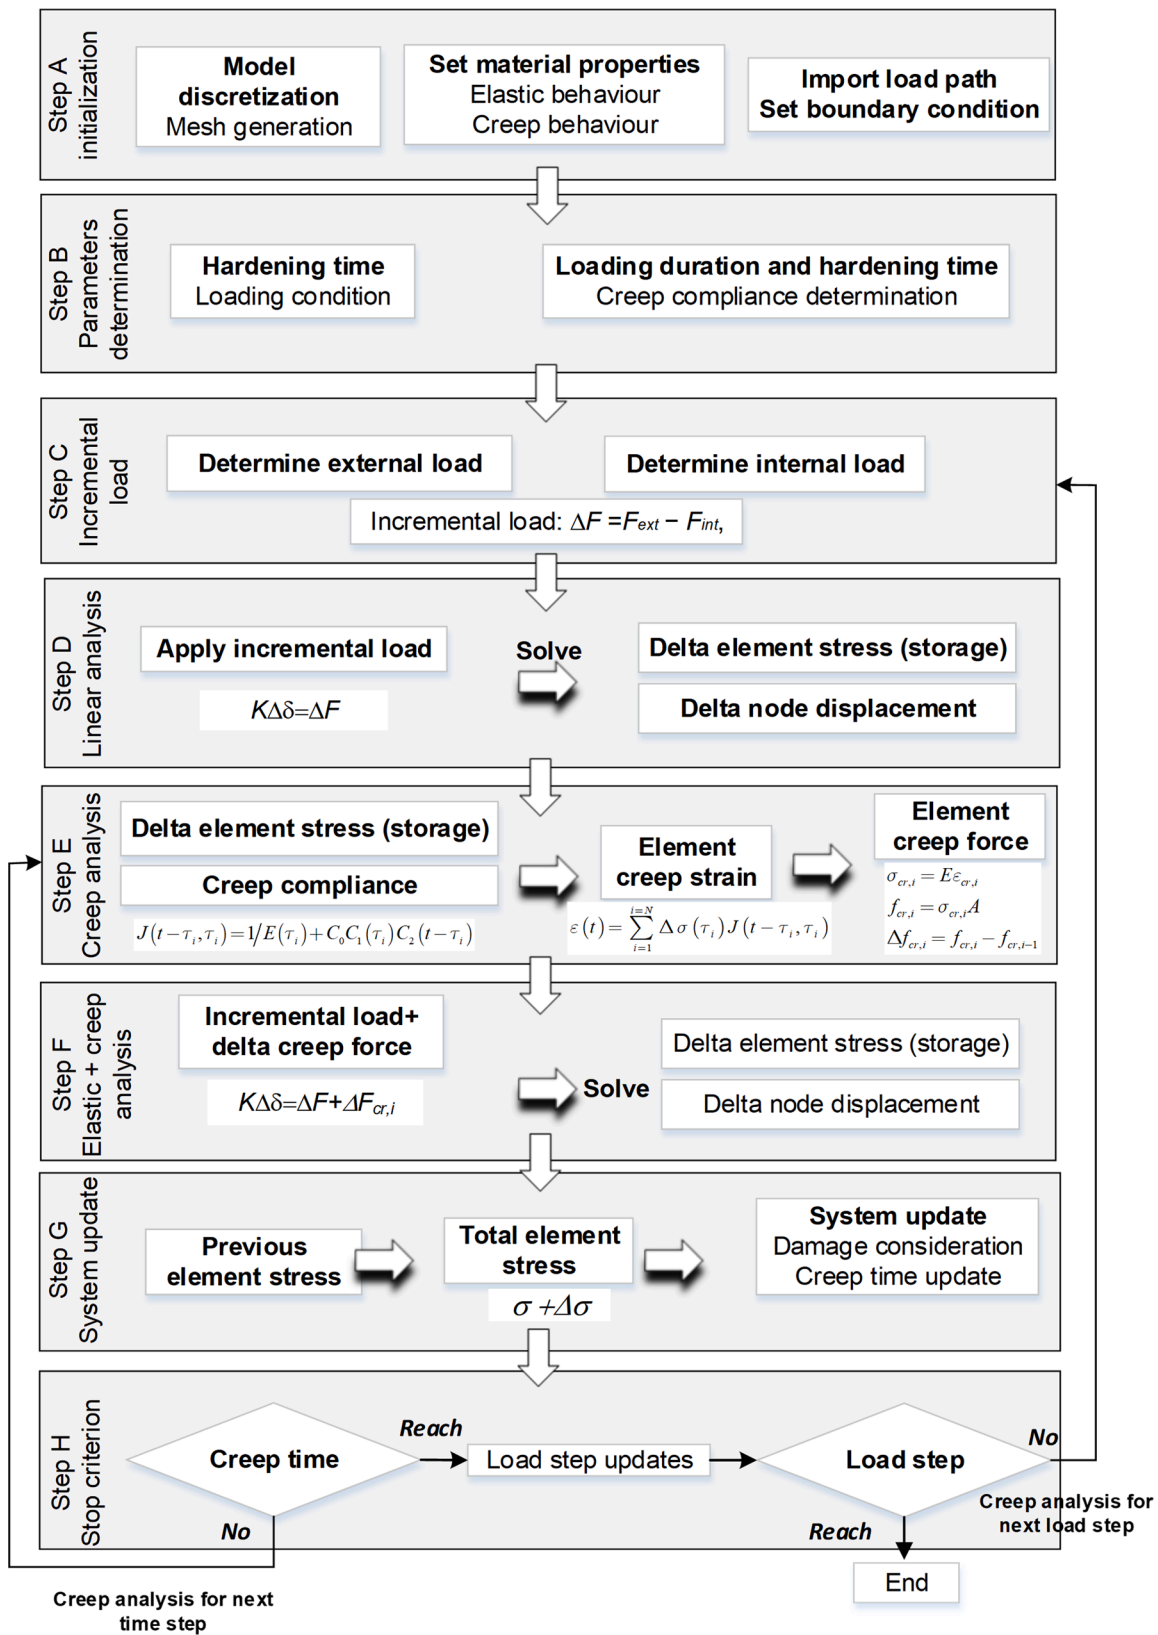 Step A
initialization
Model
discretization
Mesh generation
Set material properties
Elastic behaviour
Creep behaviour
Import load path
Set boundary condition
Step B
Parameters
determination
Hardening time
Loading condition
Loading duration and hardening time
Creep compliance determination
Step C
Incremental
load
Determine external load
Determine internal load
Incremental load: ΔF =Fext − Fint,
Step D
Linear analysis
Apply incremental load
KΔδ=ΔF
Solve
Delta element stress (storage)
Delta node displacement
Step E
Creep analysis
Delta element stress (storage)
Creep compliance
J(t−τi,τi)=1/E(τi)+C0C1(τi)C2(t−τi)
Element
creep strain
ε(t)=∑i=1i=N Δσ(τi)J(t−τi,τi)
Element
creep force
σcr,i = Eεcr,i
fcr,i = σcr,iA
Δfcr,i = fcr,i − fcr,i−1
Step F
Elastic + creep
analysis
Incremental load+
delta creep force
KΔδ=ΔF+ΔFcr,i
Solve
Delta element stress (storage)
Delta node displacement
Step G
System update
Previous
element stress
Total element
stress
σ+Δσ
System update
Damage consideration
Creep time update
Step H
Stop criterion
Creep time
Reach
Load step updates
Load step
No
No
Reach
Creep analysis for
next load step
End
Creep analysis for next
time step